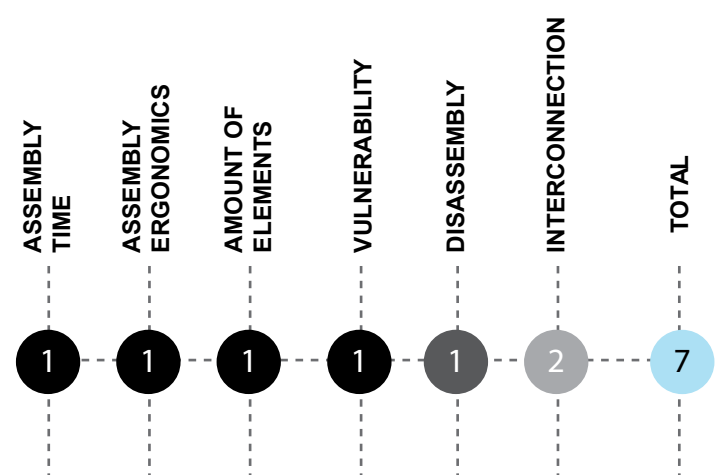 ASSEMBLY
TIME
ASSEMBLY
ERGONOMICS
AMOUNT OF
ELEMENTS
VULNERABILITY
DISASSEMBLY
INTERCONNECTION
TOTAL
1
1
1
1
1
2
7